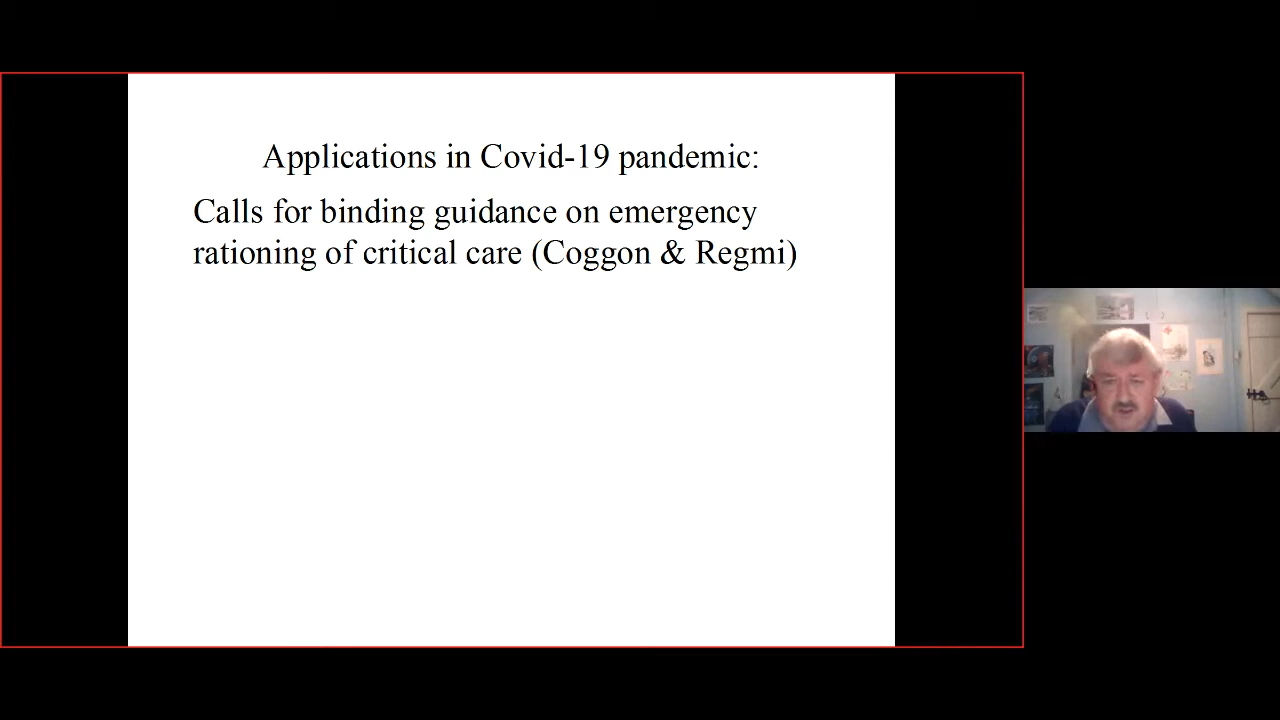 Applications in Covid-19 pandemic:
Calls for binding guidance on emergency
rationing of critical care (Coggon & Regmi)